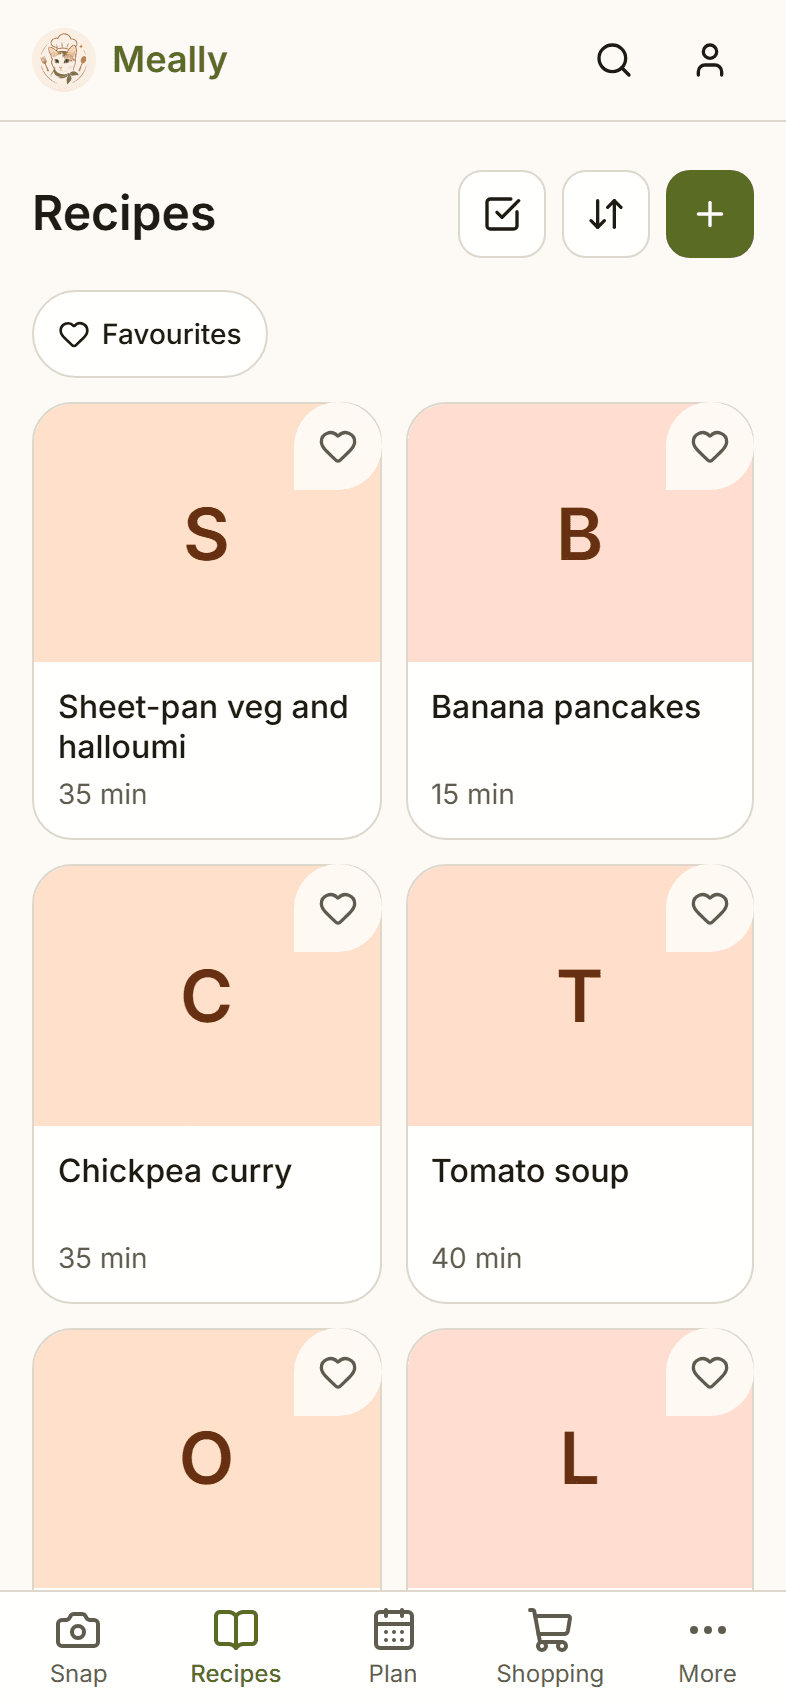 Meally
Recipes
Favourites
S
B
Sheet-pan veg and
halloumi
35 min
Banana pancakes
15 min
C
T
Chickpea curry
35 min
Tomato soup
40 min
O
L
Snap
Recipes
Plan
Shopping
More